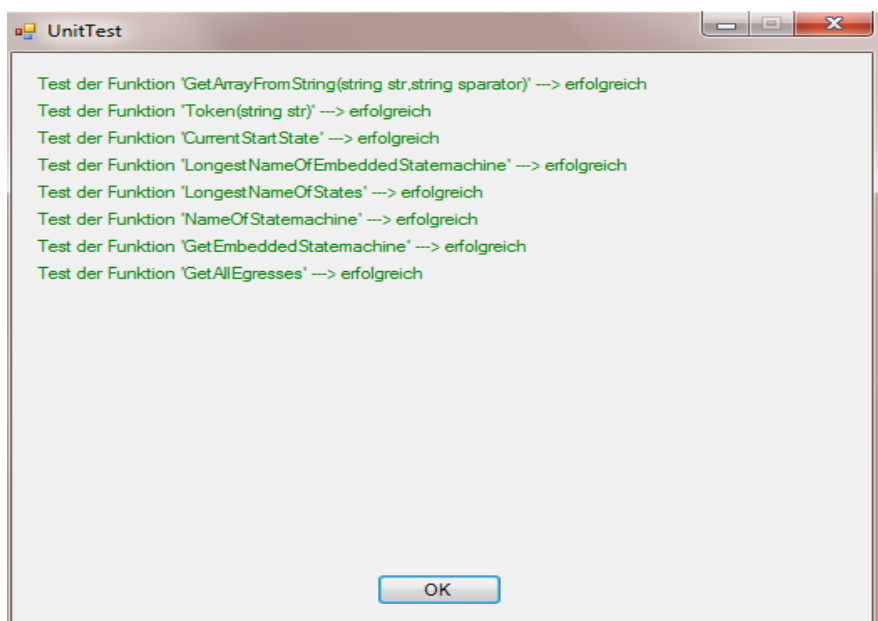 UnitTest
Test der Funktion 'GetArrayFromString(string str,string sparator)' ---> erfolgreich
Test der Funktion 'Token(string str)' ---> erfolgreich
Test der Funktion 'CurrentStartState' ---> erfolgreich
Test der Funktion 'LongestNameOfEmbeddedStatemachine' ---> erfolgreich
Test der Funktion 'LongestNameOfStates' ---> erfolgreich
Test der Funktion 'NameOfStatemachine' ---> erfolgreich
Test der Funktion 'GetEmbeddedStatemachine' ---> erfolgreich
Test der Funktion 'GetAllEgresses' ---> erfolgreich
OK